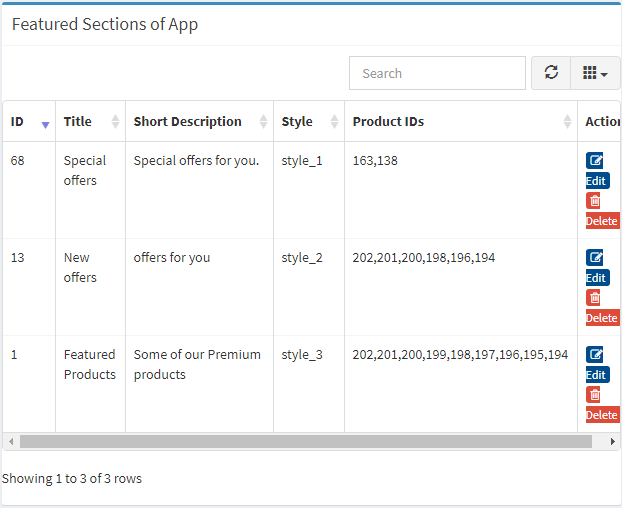 Featured Sections of App
Search
ID Title Short Description Style Product IDs Action
68 Special offers Special offers for you. style_1 163,138 Edit Delete
13 New offers offers for you style_2 202,201,200,198,196,194 Edit Delete
1 Featured Products Some of our Premium products style_3 202,201,200,199,198,197,196,195,194 Edit Delete
Showing 1 to 3 of 3 rows